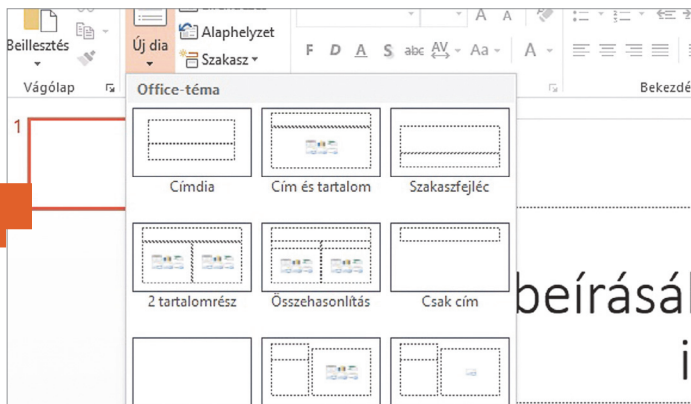 Beillesztés
Új dia
Alaphelyzet
Szakasz
F D A S abc AV Aa A
Vágólap
Bekezdé
Office-téma
1
Címdia
Cím és tartalom
Szakaszfejléc
2 tartalomrész
Összehasonlítás
Csak cím
beírásá
i